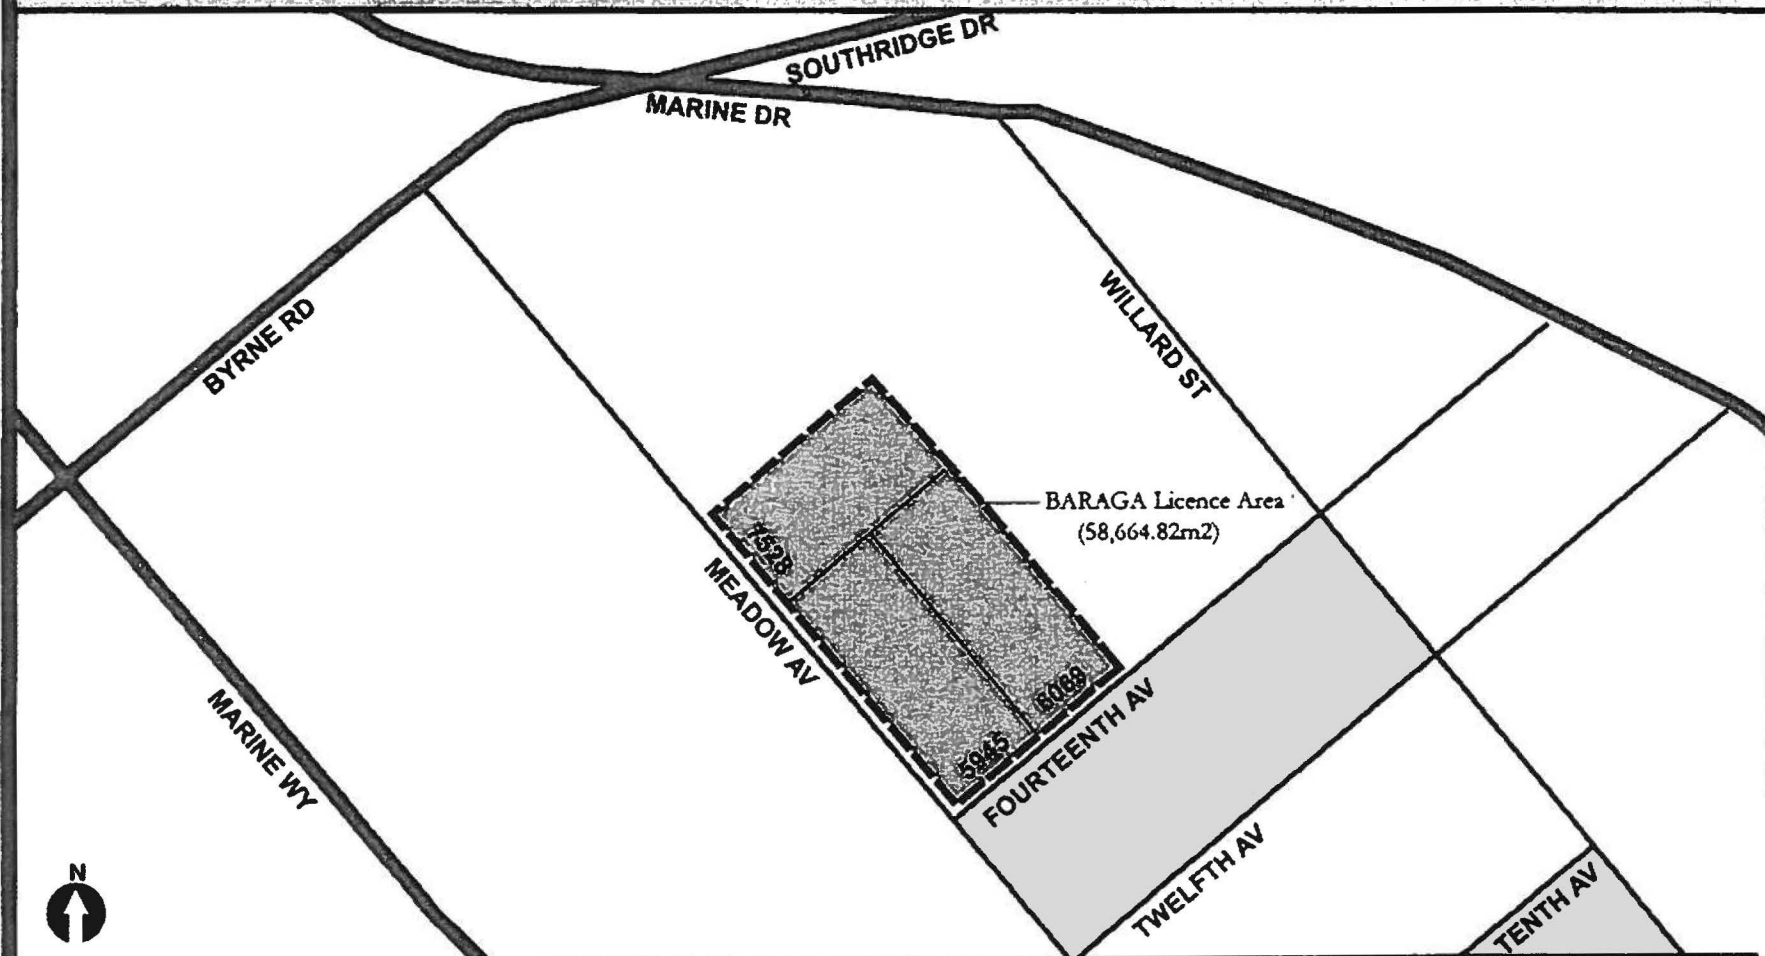 SOUTHRIDGE DR
MARINE DR
BYRNE RD
WILLARD ST
BARAGA Licence Area
(58,664.82m2)
7528
MEADOW AV
6069
5945
FOURTEENTH AV
MARINE WY
TWELFTH AV
TENTH AV
N